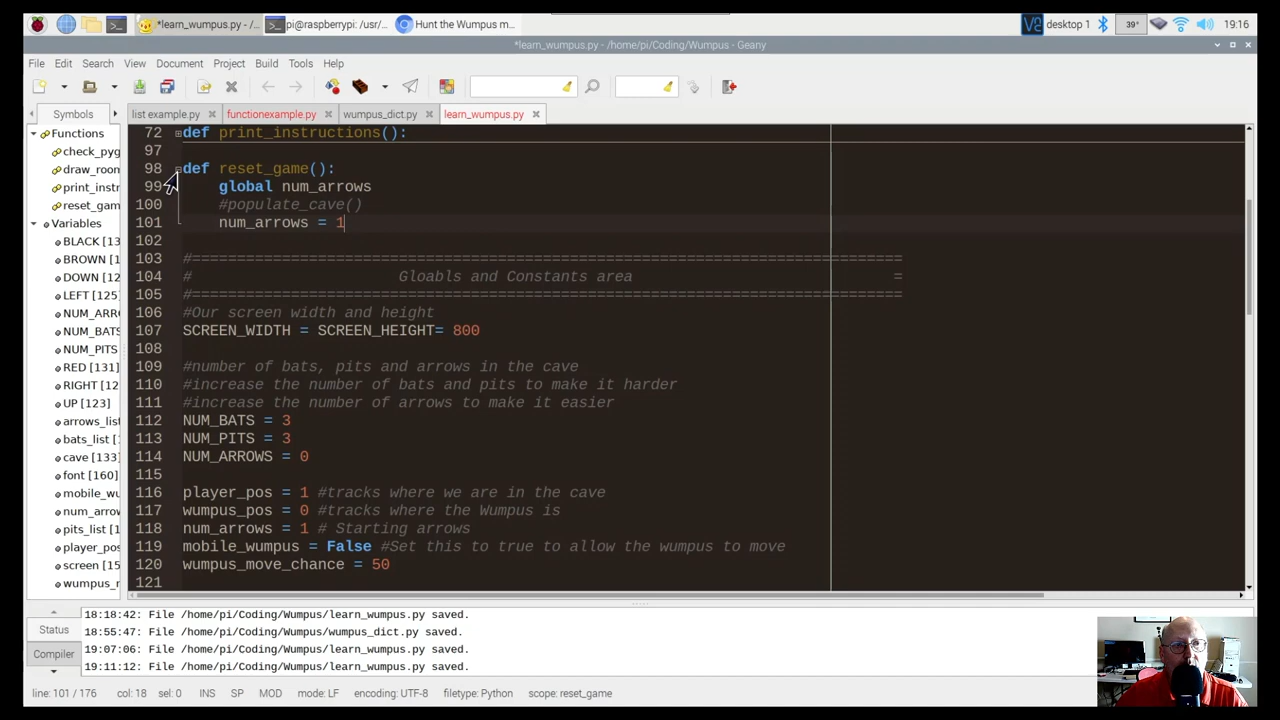 *learn_wumpus.py - /...
pi@raspberrypi: /usr/...
Hunt the Wumpus m...
desktop 1
39°
19:16
*learn_wumpus.py - /home/pi/Coding/Wumpus - Geany
File Edit Search View Document Project Build Tools Help
Symbols
list example.py
functionexample.py
wumpus_dict.py
learn_wumpus.py
Functions
check_pyg
draw_room
print_instr
reset_gam
Variables
BLACK [13
BROWN [13
DOWN [12
LEFT [125]
NUM_ARR
NUM_BATS
NUM_PITS
RED [131]
RIGHT [12
UP [123]
arrows_list
bats_list [
cave [133]
font [160]
mobile_wu
num_arrow
pits_list [1
player_pos
screen [15
wumpus_m
72 def print_instructions():
97
98 def reset_game():
99 global num_arrows
100 #populate_cave()
101 num_arrows = 1
102
103 #===============================================================================
104 # Gloabls and Constants area =
105 #===============================================================================
106 #Our screen width and height
107 SCREEN_WIDTH = SCREEN_HEIGHT= 800
108
109 #number of bats, pits and arrows in the cave
110 #increase the number of bats and pits to make it harder
111 #increase the number of arrows to make it easier
112 NUM_BATS = 3
113 NUM_PITS = 3
114 NUM_ARROWS = 0
115
116 player_pos = 1 #tracks where we are in the cave
117 wumpus_pos = 0 #tracks where the Wumpus is
118 num_arrows = 1 # Starting arrows
119 mobile_wumpus = False #Set this to true to allow the wumpus to move
120 wumpus_move_chance = 50
121
Status
Compiler
18:18:42: File /home/pi/Coding/Wumpus/learn_wumpus.py saved.
18:55:47: File /home/pi/Coding/Wumpus/wumpus_dict.py saved.
19:07:06: File /home/pi/Coding/Wumpus/learn_wumpus.py saved.
19:11:12: File /home/pi/Coding/Wumpus/learn_wumpus.py saved.
line: 101 / 176 col: 18 sel: 0 INS SP MOD mode: LF encoding: UTF-8 filetype: Python scope: reset_game